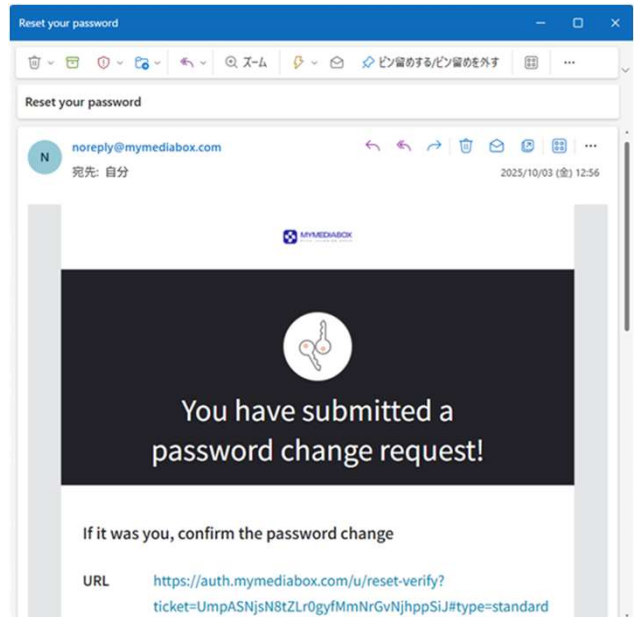 Reset your password
ズーム ピン留めする/ピン留めを外す
Reset your password
N
noreply@mymediabox.com
宛先: 自分
2025/10/03 (金) 12:56
MYMEDIABOX
You have submitted a
password change request!
If it was you, confirm the password change
URL https://auth.mymediabox.com/u/reset-verify?
ticket=UmpASNjsN8tZLr0gyfMmNrGvNjhppSiJ#type=standard